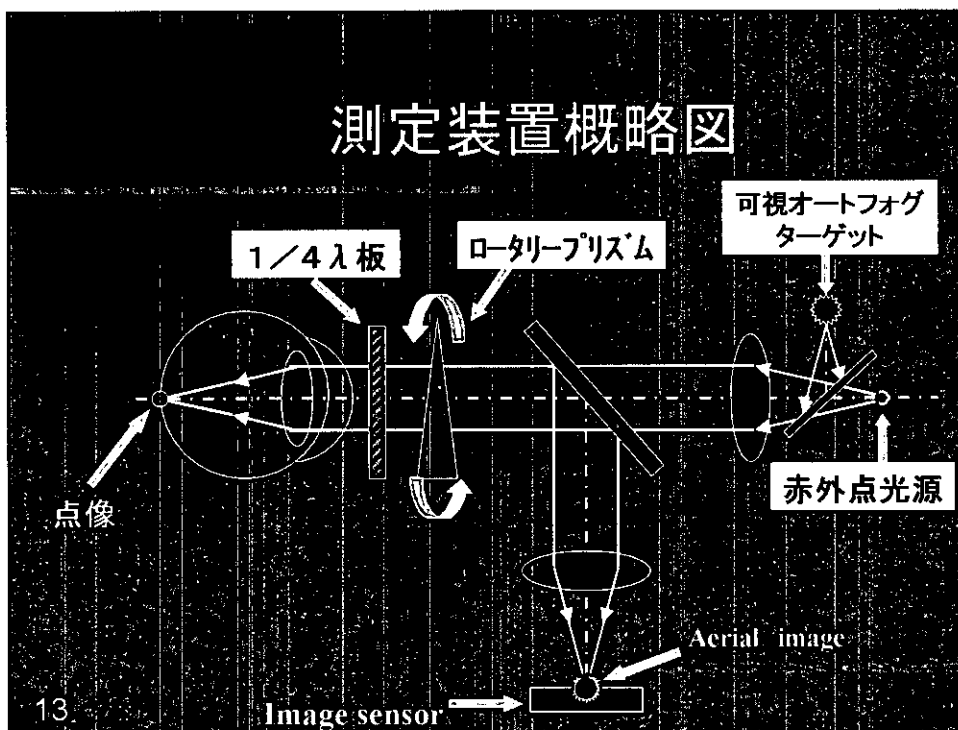 測定装置概略図
可視オートフォグ
ターゲット
1/4λ板
ロータリープリズム
点像
赤外点光源
Aerial image
Image sensor
13